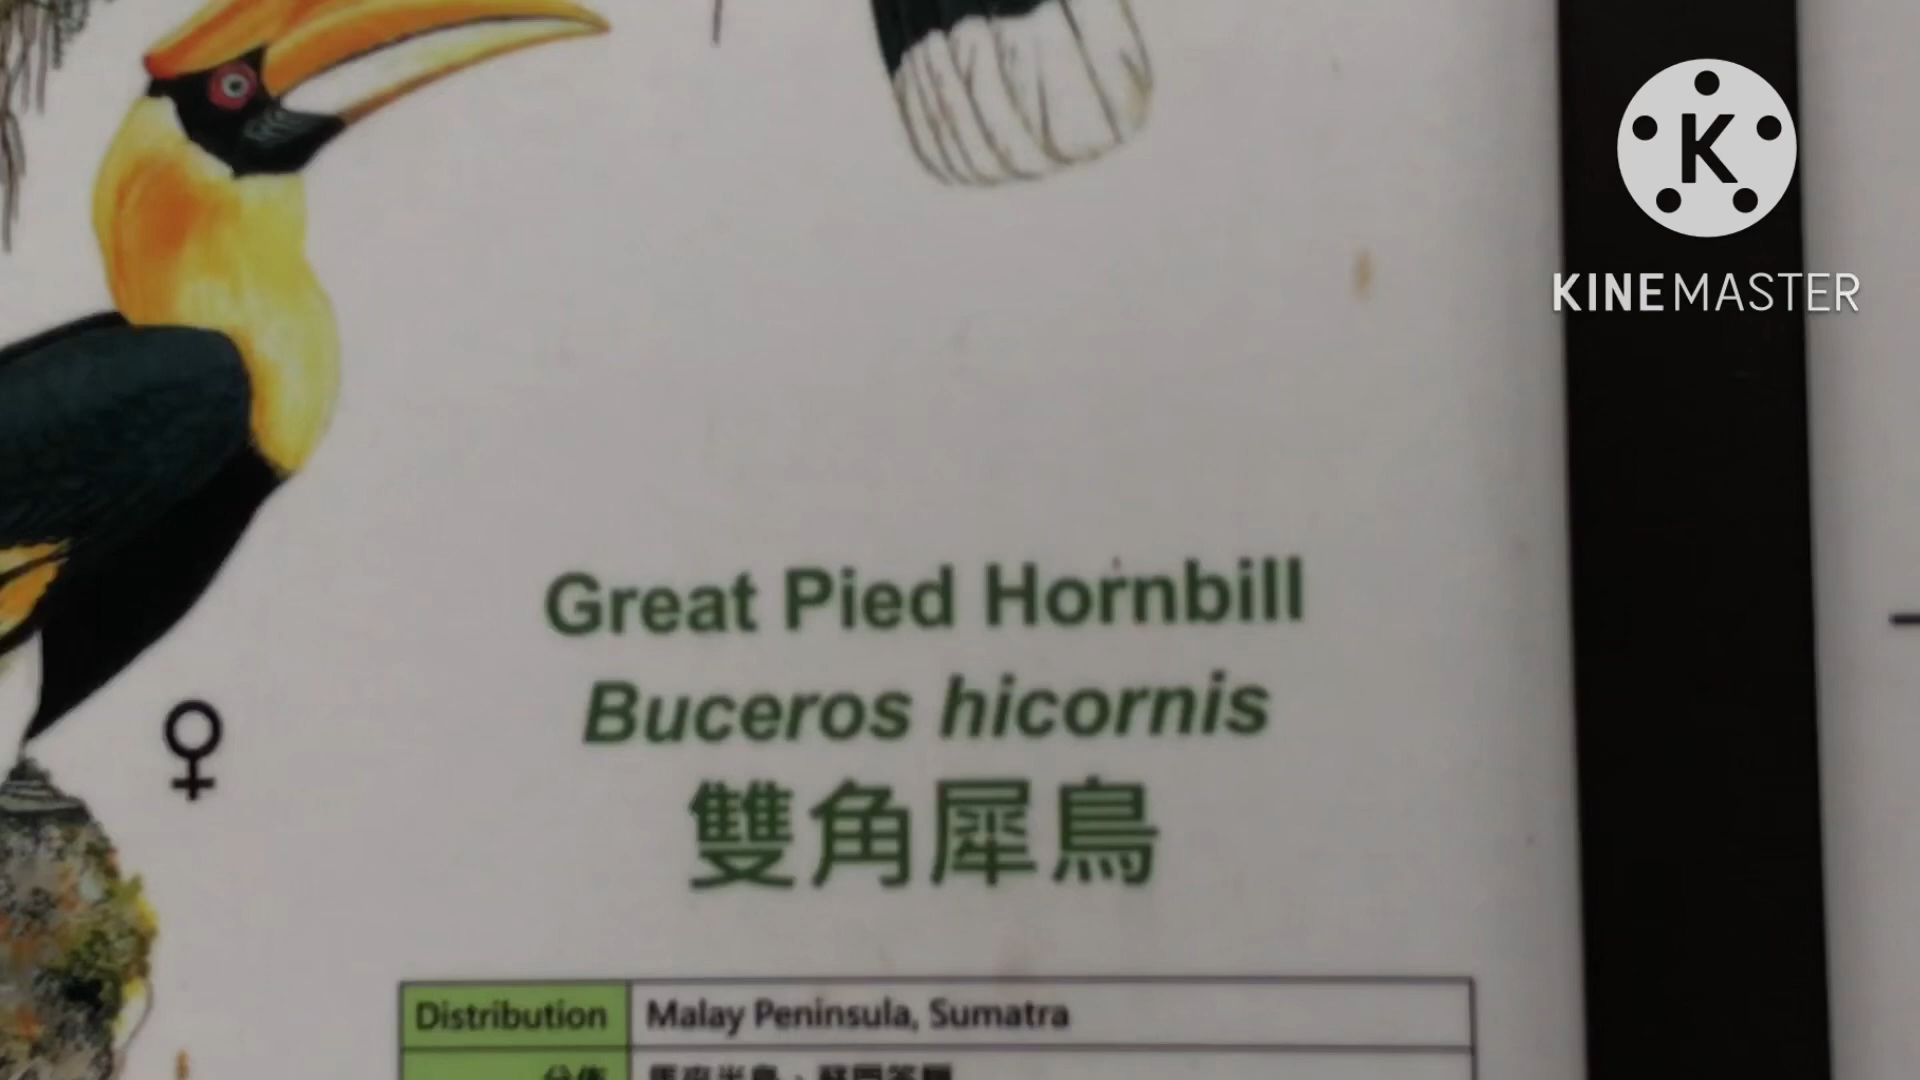 K
KINEMASTER
Great Pied Hornbill
Buceros hicornis
雙角犀鳥
♀
Distribution
Malay Peninsula, Sumatra